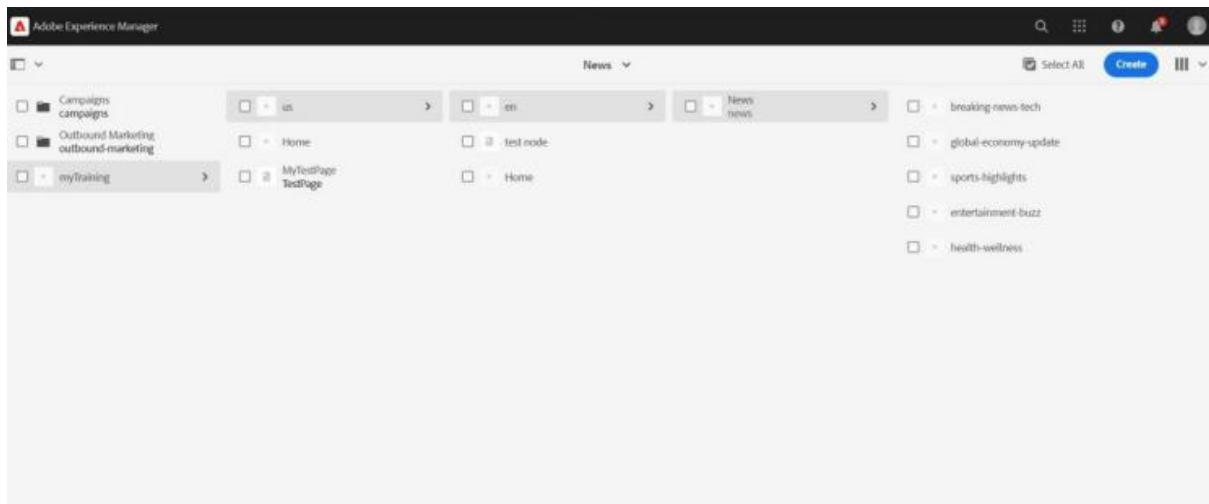 Adobe Experience Manager
News
Select All
Create
Campaigns
campaigns
Outbound Marketing
outbound-marketing
myTraining
us
Home
MyTestPage
TestPage
en
test node
Home
News
news
breaking-news-tech
global-economy-update
sports-highlights
entertainment-buzz
health-wellness